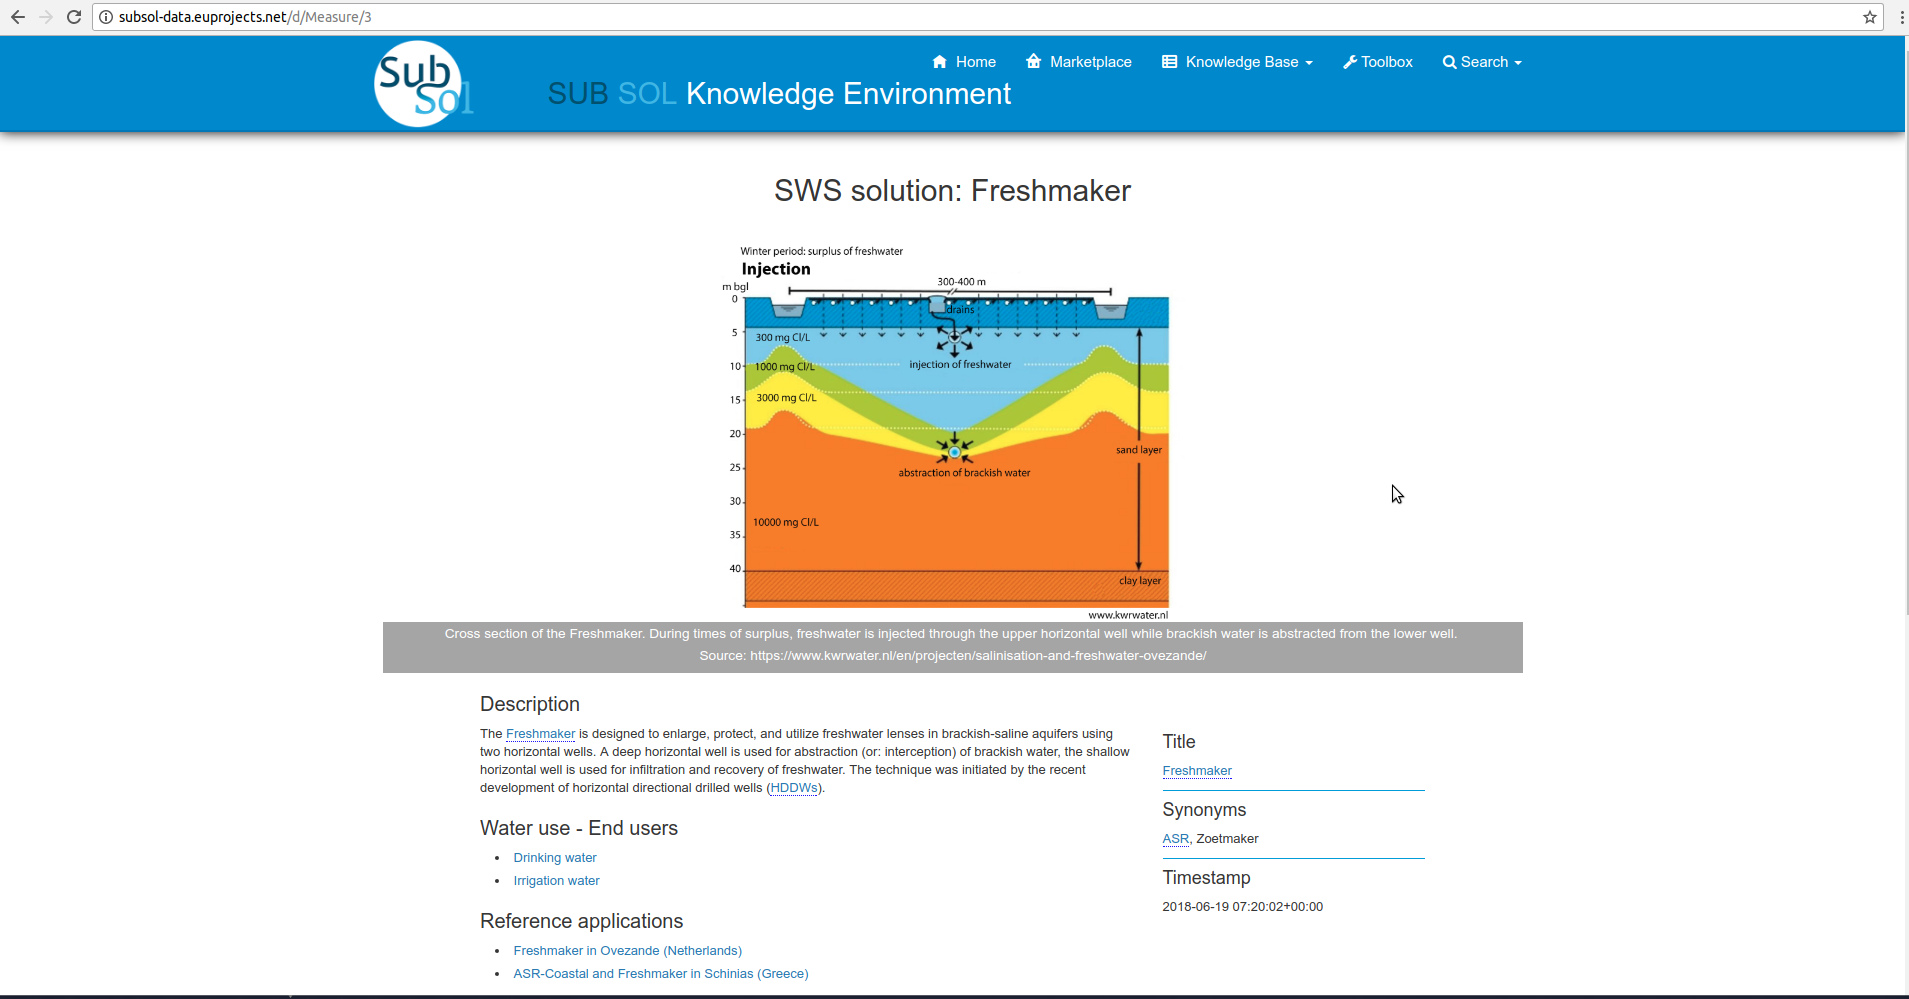 subsol-data.euprojects.net/d/Measure/3
Sub
Sol
Home
Marketplace
Knowledge Base
Toolbox
Search
SUB SOL Knowledge Environment
SWS solution: Freshmaker
Winter period: surplus of freshwater
Injection
300-400 m
m bgl
0
drains
5
300 mg Cl/L
injection of freshwater
10
1000 mg Cl/L
15
3000 mg Cl/L
20
sand layer
25
abstraction of brackish water
30
10000 mg Cl/L
35
40
clay layer
www.kwrwater.nl
Cross section of the Freshmaker. During times of surplus, freshwater is injected through the upper horizontal well while brackish water is abstracted from the lower well.
Source: https://www.kwrwater.nl/en/projecten/salinisation-and-freshwater-ovezande/
Description
The Freshmaker is designed to enlarge, protect, and utilize freshwater lenses in brackish-saline aquifers using
two horizontal wells. A deep horizontal well is used for abstraction (or: interception) of brackish water, the shallow
horizontal well is used for infiltration and recovery of freshwater. The technique was initiated by the recent
development of horizontal directional drilled wells (HDDWs).
Water use - End users
Drinking water
Irrigation water
Reference applications
Freshmaker in Ovezande (Netherlands)
ASR-Coastal and Freshmaker in Schinias (Greece)
Title
Freshmaker
Synonyms
ASR, Zoetmaker
Timestamp
2018-06-19 07:20:02+00:00